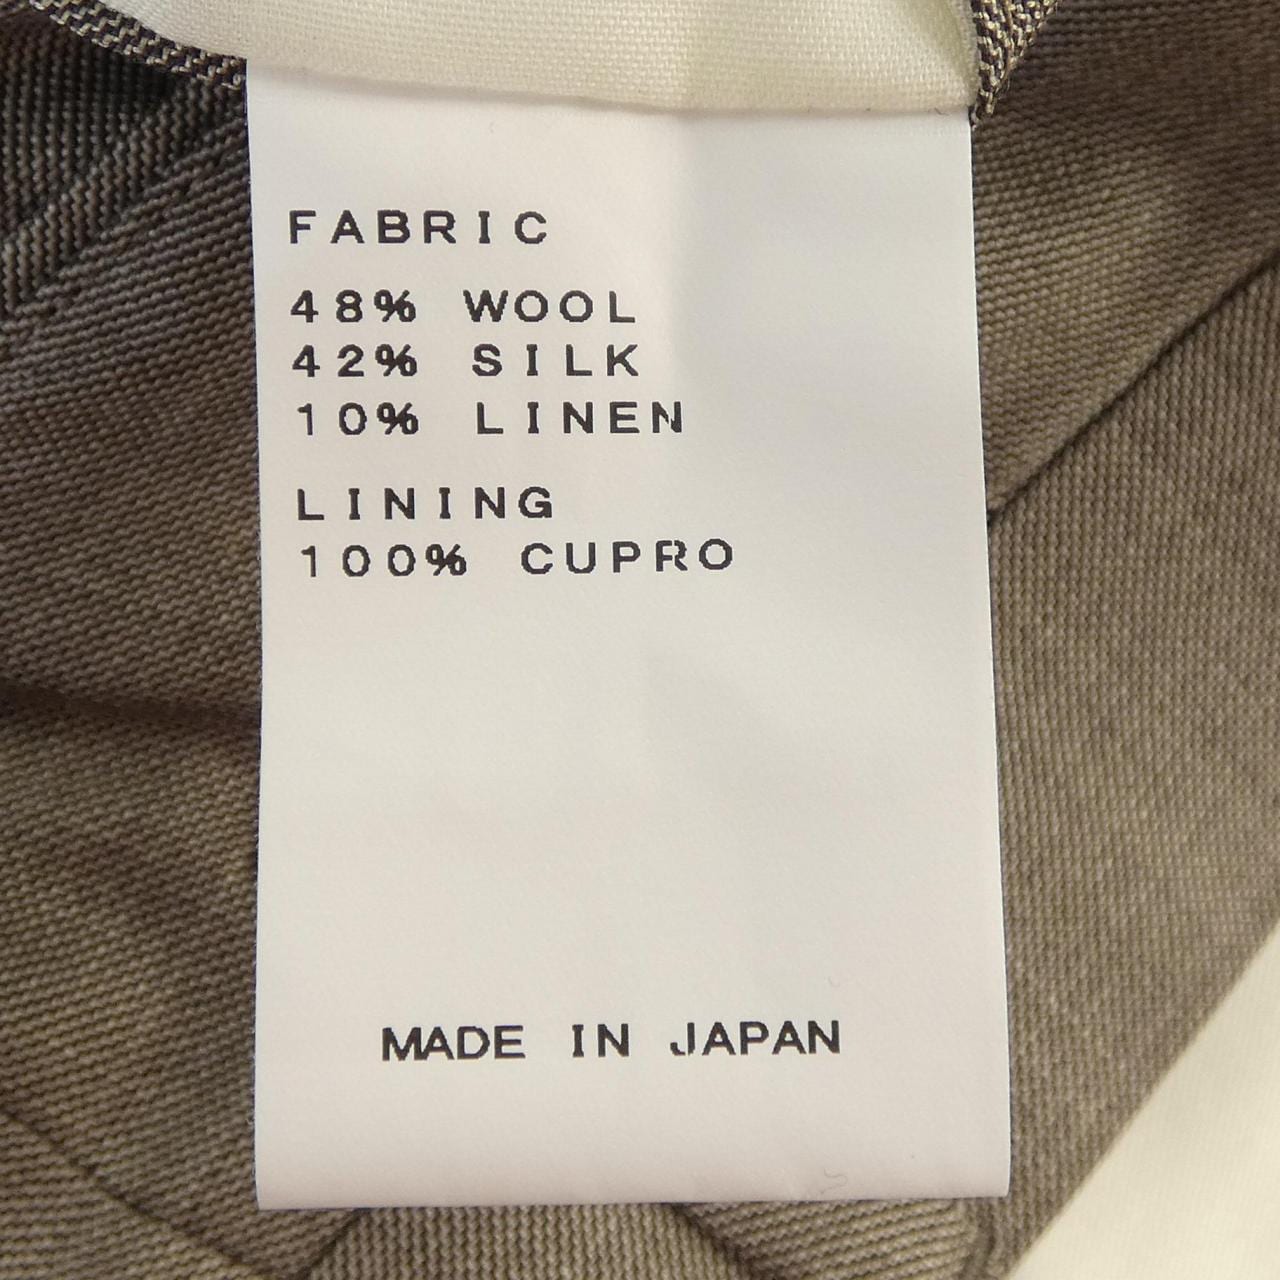 FABRIC
48% WOOL
42% SILK
10% LINEN
LINING
100% CUPRO
MADE IN JAPAN